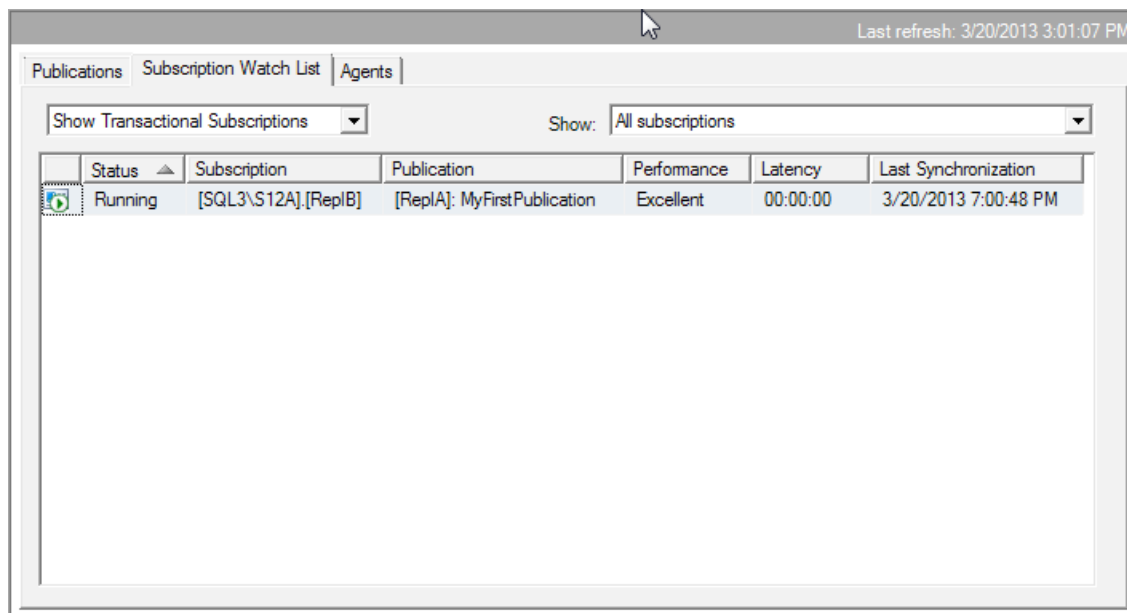 Last refresh: 3/20/2013 3:01:07 PM
Publications Subscription Watch List Agents
Show Transactional Subscriptions Show: All subscriptions
Status Subscription Publication Performance Latency Last Synchronization
Running [SQL3\S12A].[ReplB] [ReplA]: MyFirstPublication Excellent 00:00:00 3/20/2013 7:00:48 PM